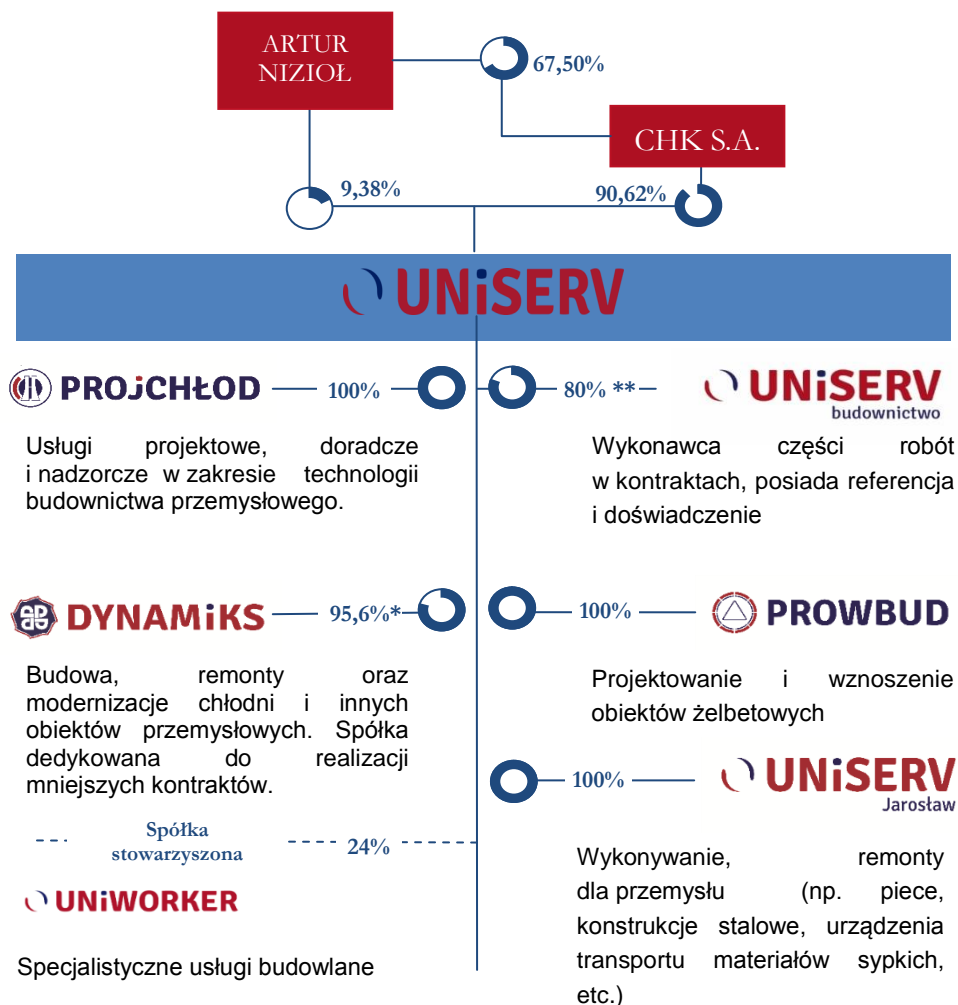 ARTUR
NIZIOŁ
67,50%
CHK S.A.
9,38%
90,62%
UNiSERV
PROJCHŁOD
100%
Usługi projektowe, doradcze
i nadzorcze w zakresie technologii
budownictwa przemysłowego.
80% **
UNiSERV
budownictwo
Wykonawca części robót
w kontraktach, posiada referencja
i doświadczenie
DYNAMiKS
95,6%*
Budowa, remonty oraz
modernizacje chłodni i innych
obiektów przemysłowych. Spółka
dedykowana do realizacji
mniejszych kontraktów.
100%
PROWBUD
Projektowanie i wznoszenie
obiektów żelbetowych
100%
UNiSERV
Jarosław
Wykonywanie, remonty
dla przemysłu (np. piece,
konstrukcje stalowe, urządzenia
transportu materiałów sypkich,
etc.)
Spółka
stowarzyszona
24%
UNiWORKER
Specjalistyczne usługi budowlane